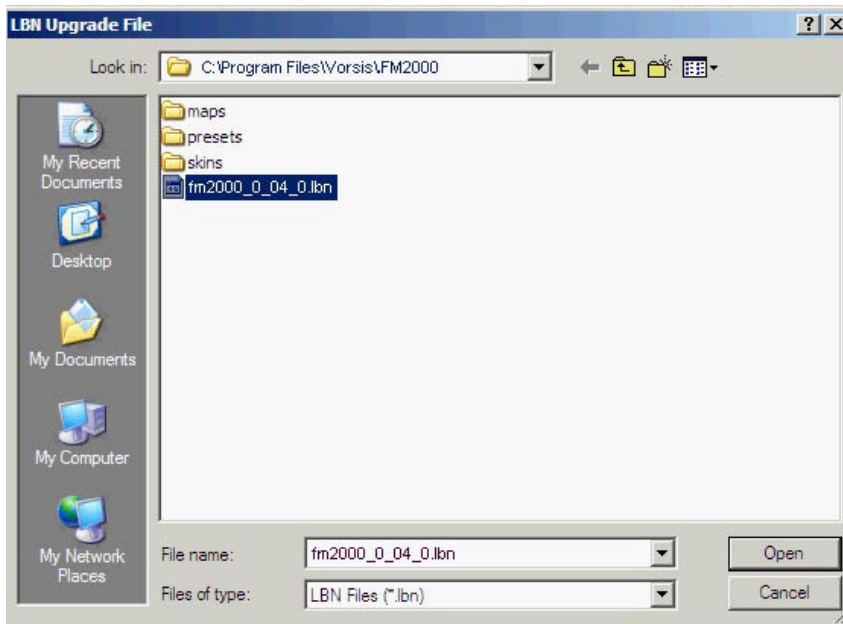 LBN Upgrade File
Look in: C:\Program Files\Vorsis\FM2000
maps
presets
skins
fm2000_0_04_0.lbn
My Recent
Documents
Desktop
My Documents
My Computer
My Network
Places
File name: fm2000_0_04_0.lbn Open
Files of type: LBN Files (*.lbn) Cancel